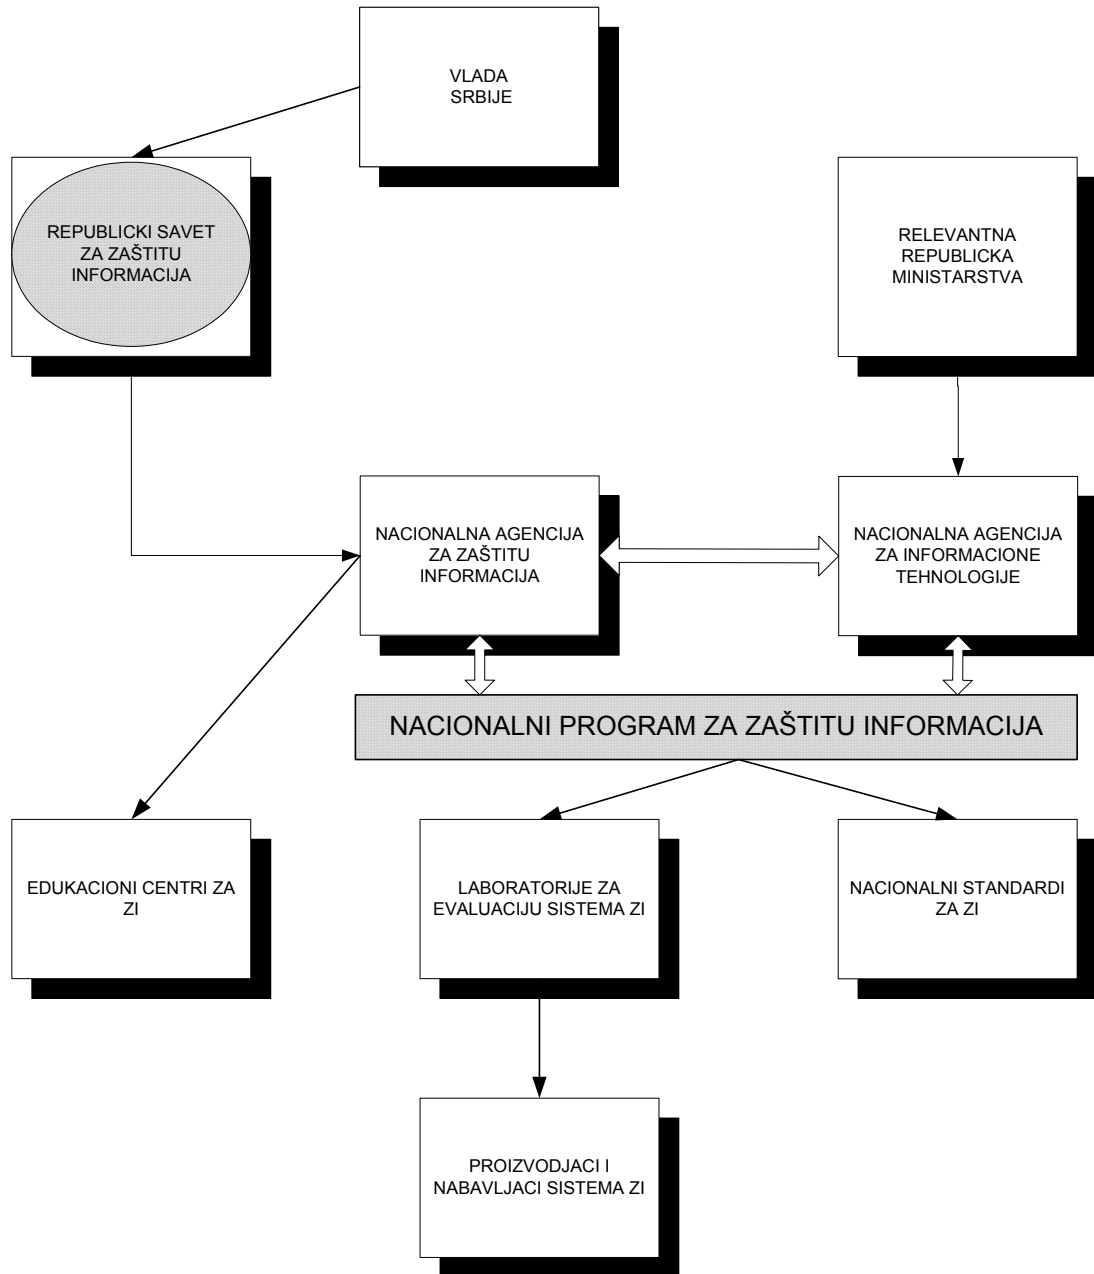 VLADA
SRBIJE
REPUBLICKI SAVET
ZA ZAŠTITU
INFORMACIJA
RELEVANTNA
REPUBLICKA
MINISTARSTVA
NACIONALNA AGENCIJA
ZA ZAŠTITU
INFORMACIJA
NACIONALNA AGENCIJA
ZA INFORMACIONE
TEHNOLOGIJE
NACIONALNI PROGRAM ZA ZAŠTITU INFORMACIJA
EDUKACIONI CENTRI ZA
ZI
LABORATORIJE ZA
EVALUACIJU SISTEMA ZI
NACIONALNI STANDARDI
ZA ZI
PROIZVODJACI I
NABAVLJACI SISTEMA ZI